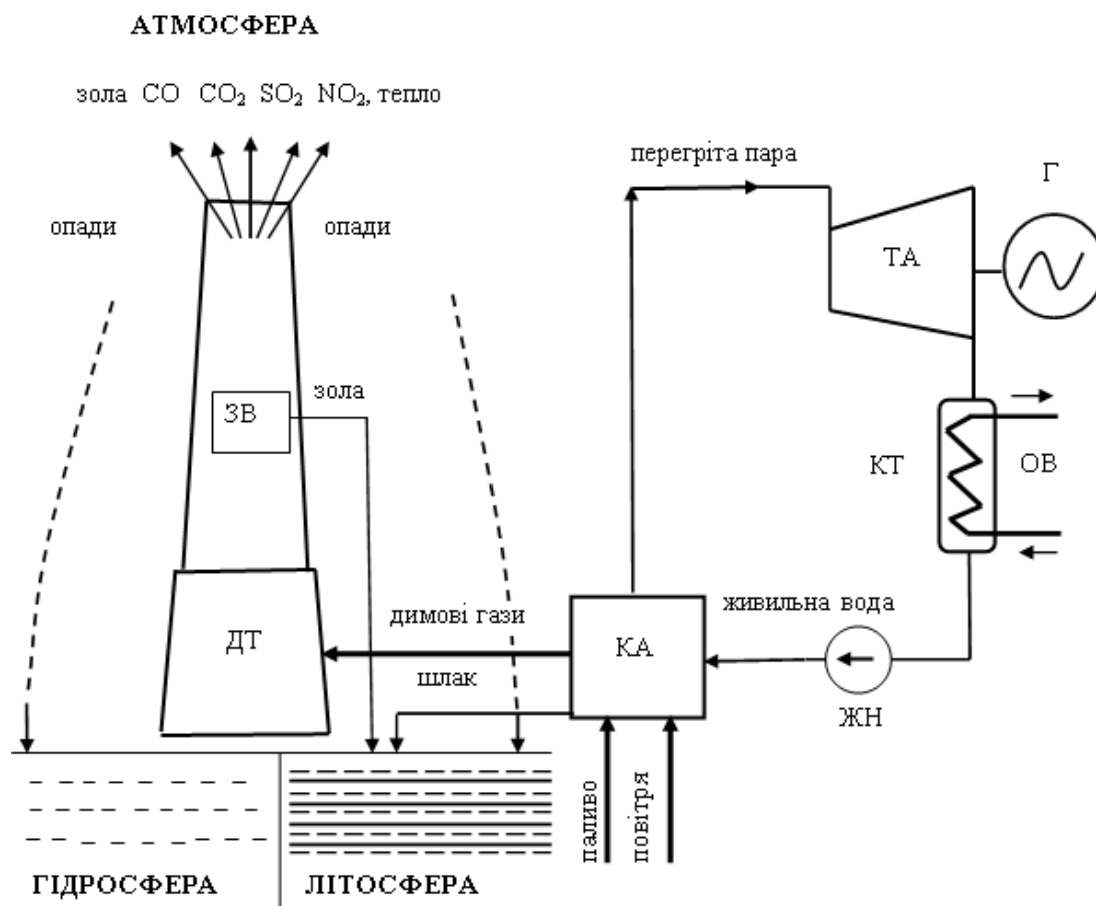 АТМОСФЕРА
зола CO CO₂ SO₂ NO₂, тепло
перегріта пара
Г
опади
опади
ТА
зола
ЗВ
КТ
ОВ
живильна вода
димові гази
ДТ
КА
шлак
ЖН
паливо
повітря
ГІДРОСФЕРА
ЛІТОСФЕРА